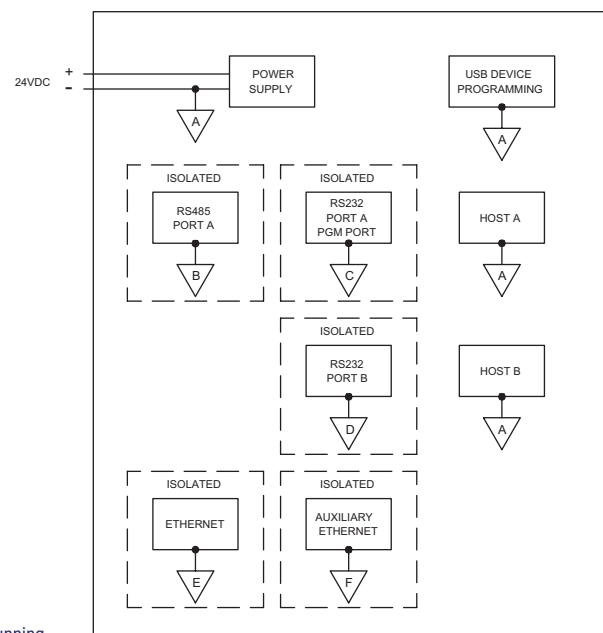 24VDC
+
-
POWER
SUPPLY
USB DEVICE
PROGRAMMING
A
A
ISOLATED
RS485
PORT A
B
ISOLATED
RS232
PORT A
PGM PORT
C
HOST A
A
ISOLATED
RS232
PORT B
D
HOST B
A
ISOLATED
ETHERNET
E
ISOLATED
AUXILIARY
ETHERNET
F